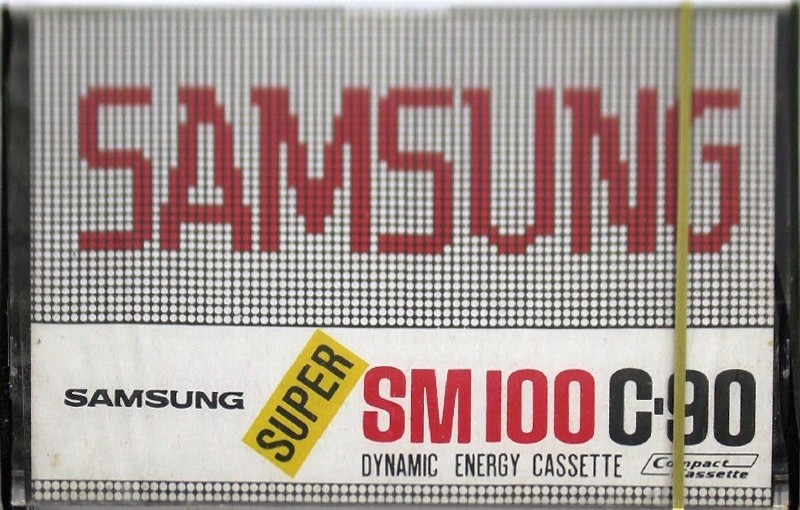 SAMSUNG
SAMSUNG
SUPER
SM100 C-90
DYNAMIC ENERGY CASSETTE
Compact
Cassette